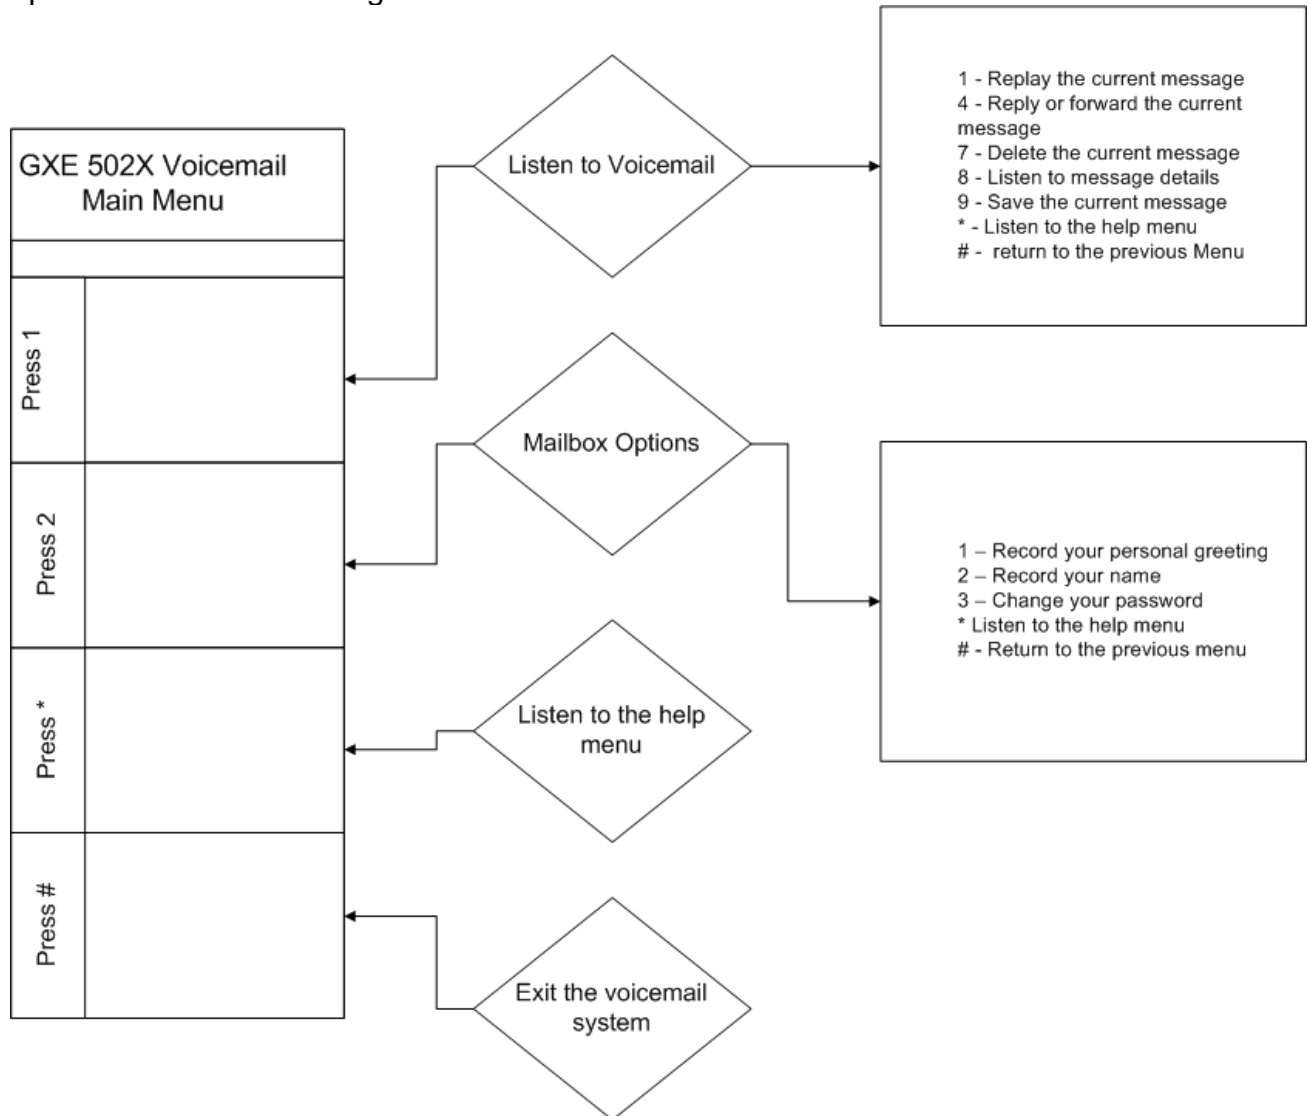 GXE 502X Voicemail
Main Menu
Press 1
Press 2
Press *
Press #
Listen to Voicemail
Mailbox Options
Listen to the help
menu
Exit the voicemail
system
1 - Replay the current message
4 - Reply or forward the current
message
7 - Delete the current message
8 - Listen to message details
9 - Save the current message
* - Listen to the help menu
# -  return to the previous Menu
1 – Record your personal greeting
2 – Record your name
3 – Change your password
* Listen to the help menu
# - Return to the previous menu